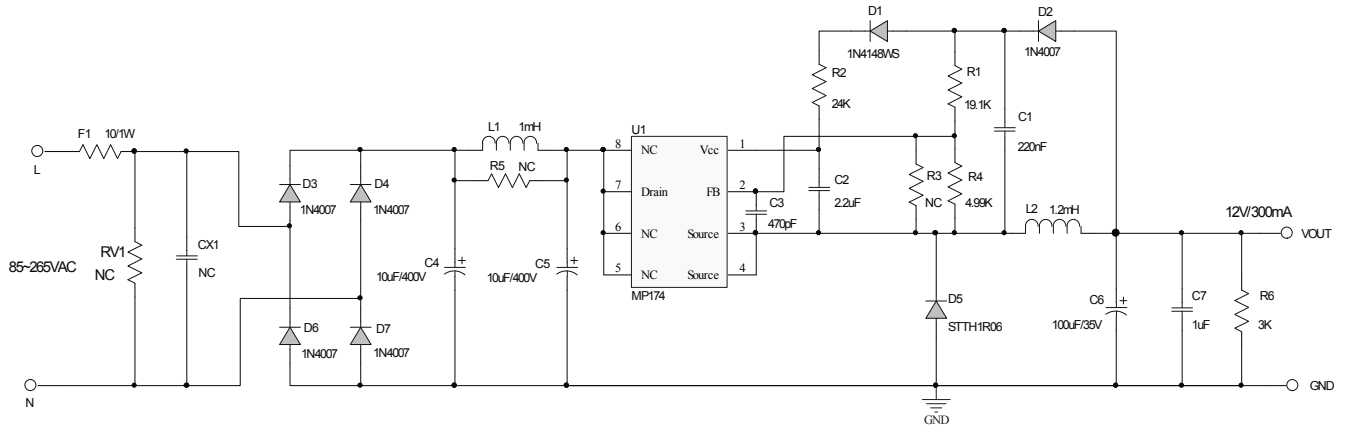 D1
1N4148WS
D2
1N4007
R2
24K
R1
19.1K
C1
220nF
F1 10/1W
L
L1 1mH
R5 NC
U1
8 NC Vcc 1
7 Drain FB 2
6 NC Source 3
5 NC Source 4
MP174
C2
2.2uF
C3
470pF
R3
NC
R4
4.99K
L2 1.2mH
12V/300mA
VOUT
D3
1N4007
D4
1N4007
85~265VAC
RV1
NC
CX1
NC
C4
10uF/400V
C5
10uF/400V
D5
STTH1R06
C6
100uF/35V
C7
1uF
R6
3K
D6
1N4007
D7
1N4007
N
GND
GND